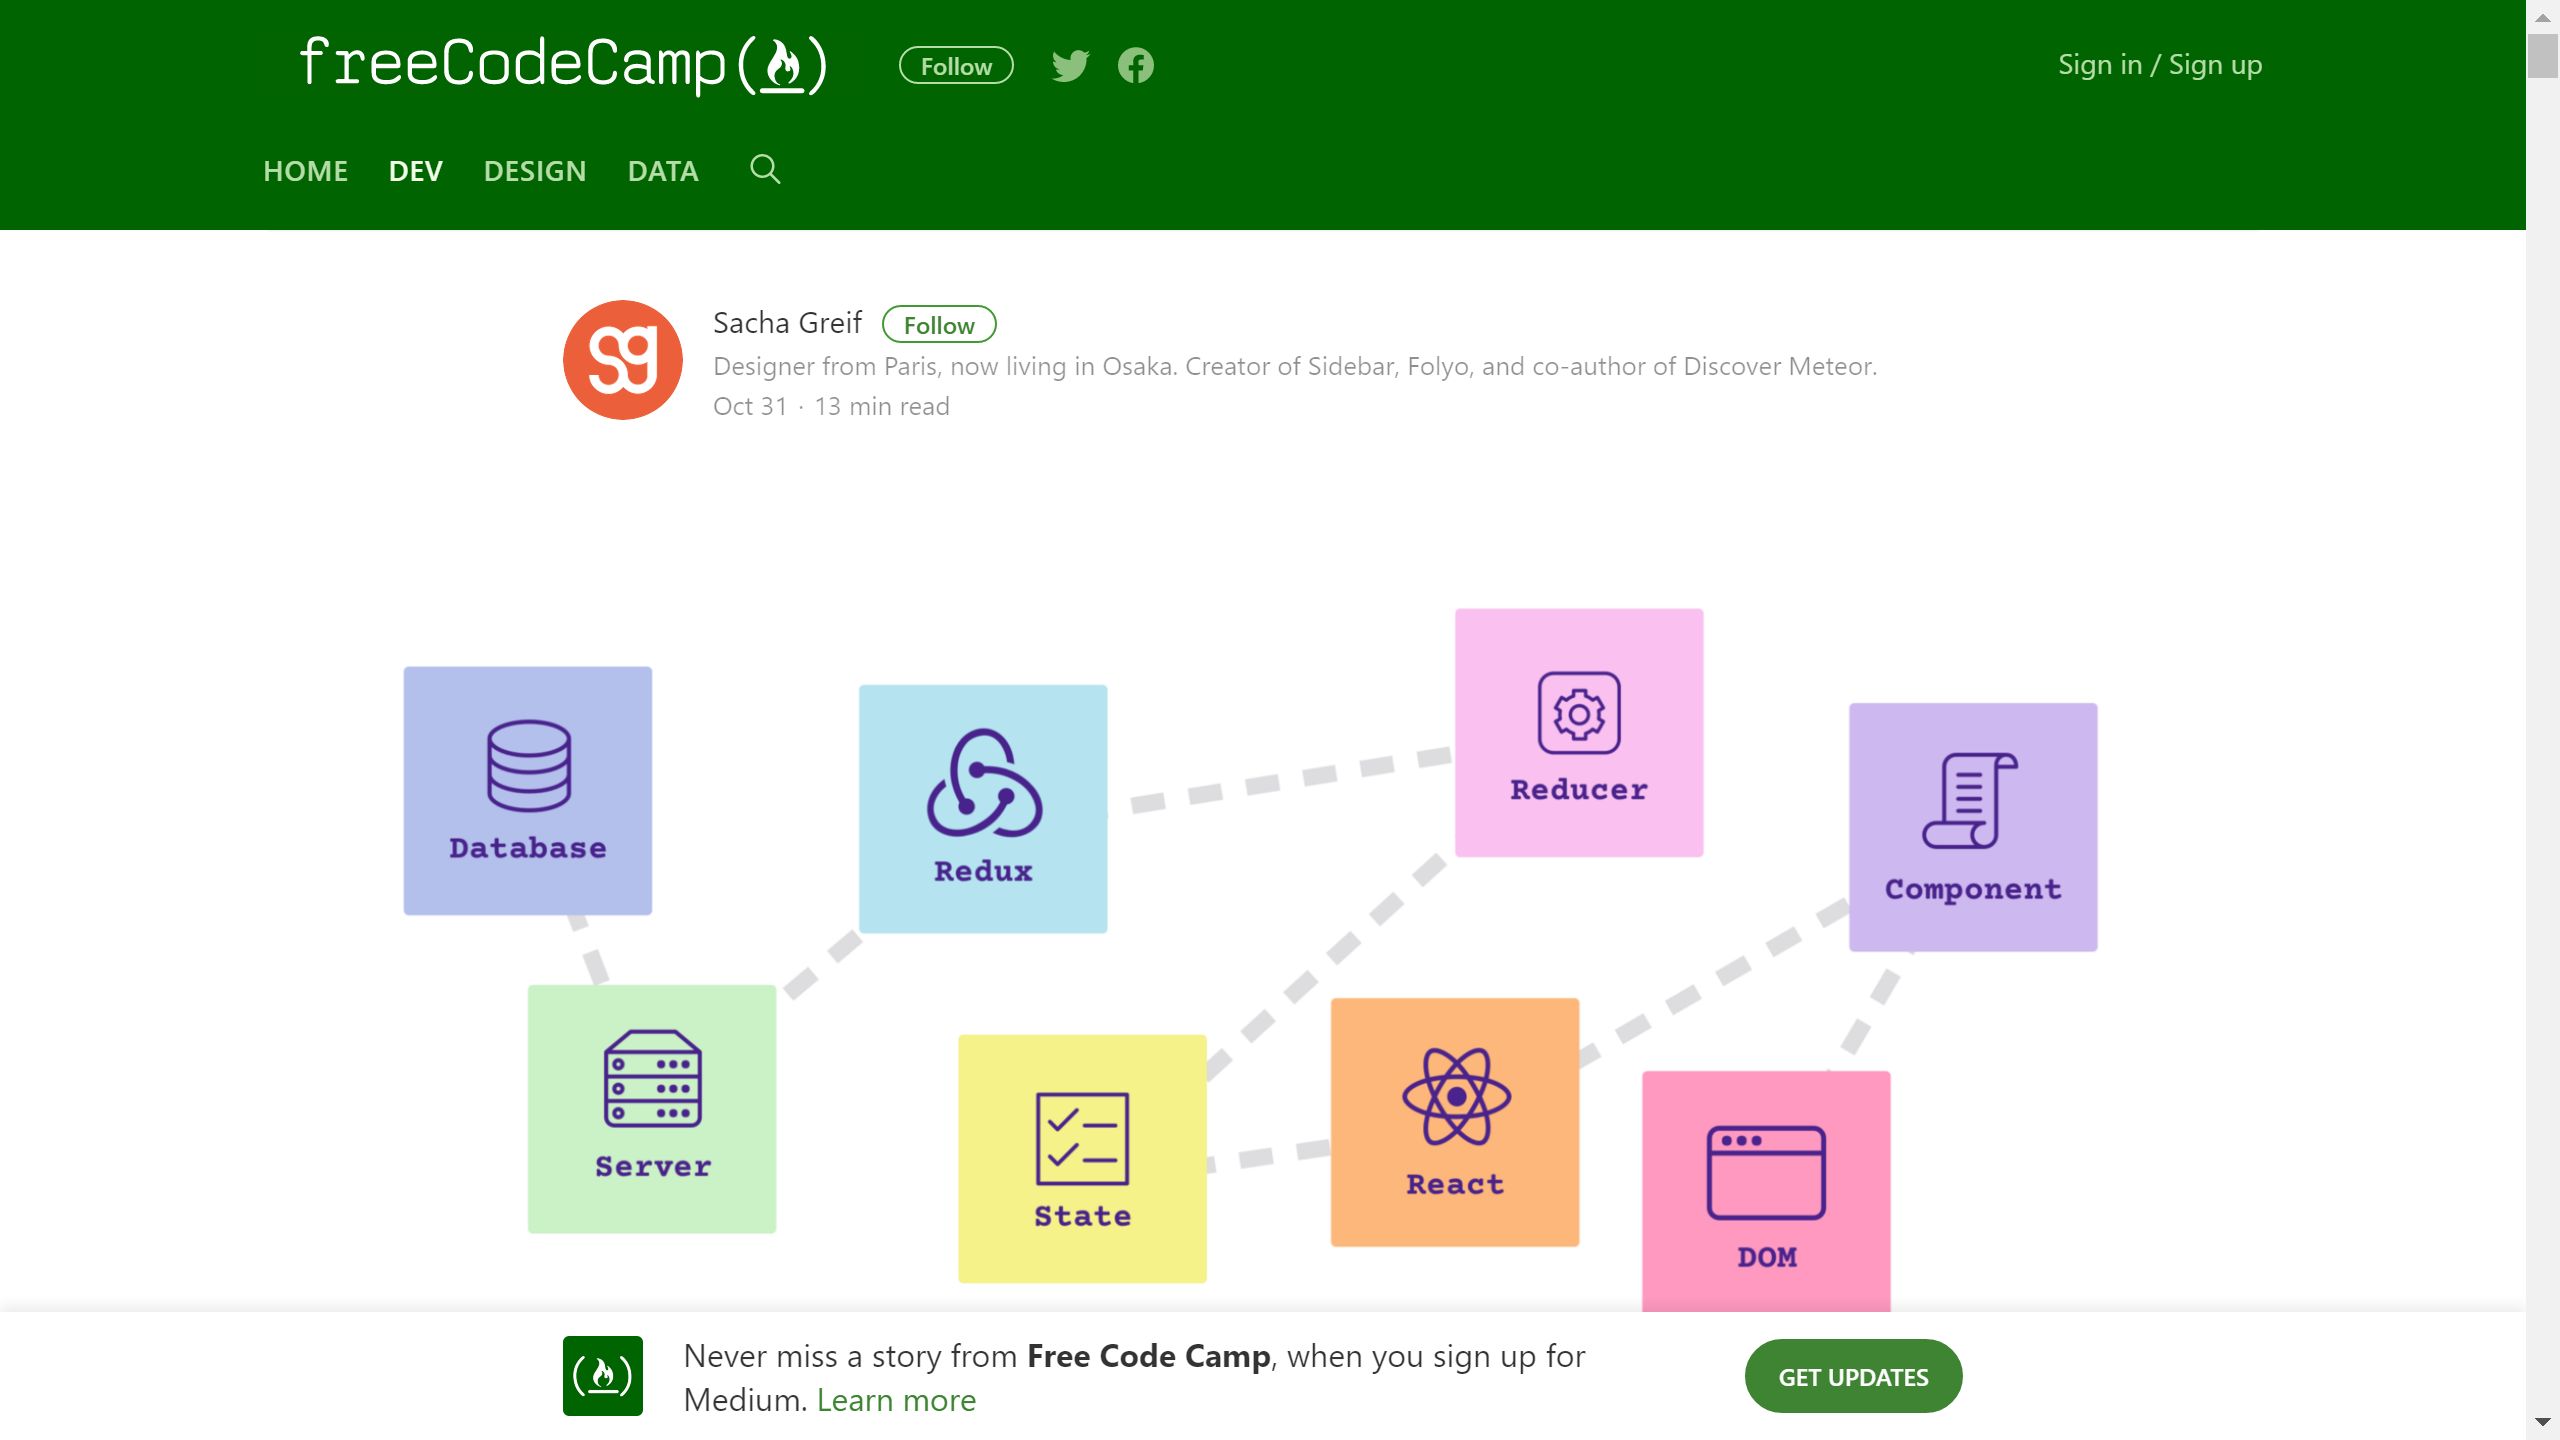 freeCodeCamp
Follow
Sign in / Sign up
HOME DEV DESIGN DATA
Sacha Greif Follow
Designer from Paris, now living in Osaka. Creator of Sidebar, Folyo, and co-author of Discover Meteor.
Oct 31 · 13 min read
Database
Redux
Reducer
Component
Server
State
React
DOM
Never miss a story from Free Code Camp, when you sign up for
Medium. Learn more
GET UPDATES